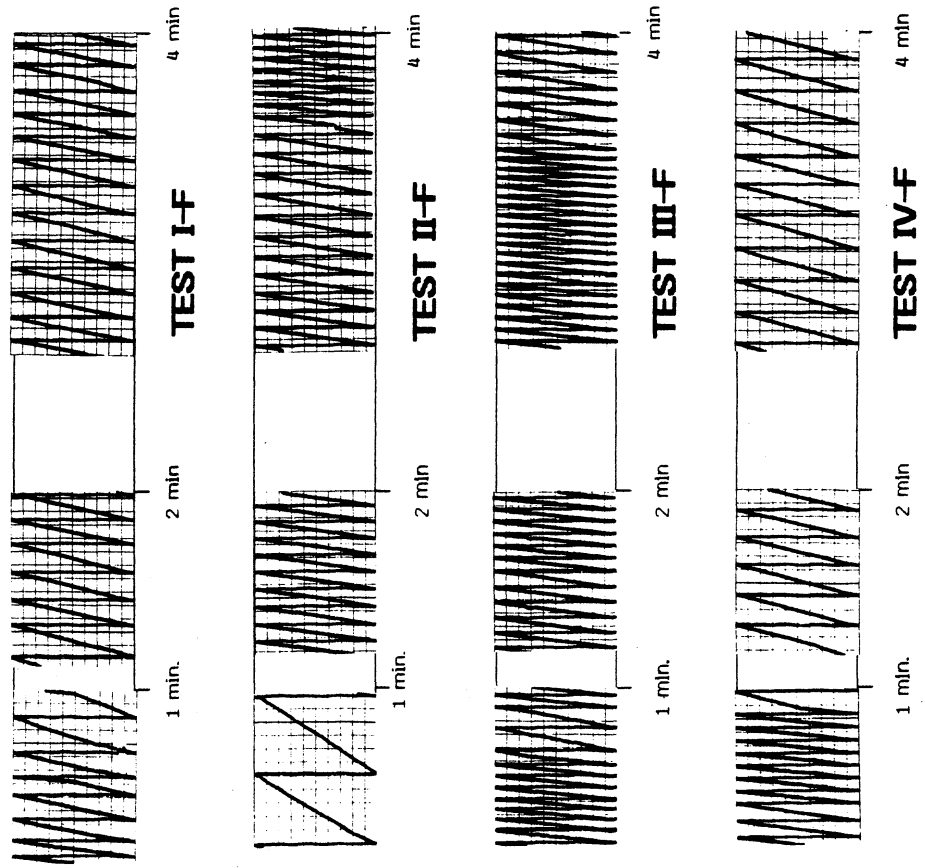 1 min.
2 min
4 min
TEST I-F
1 min.
2 min
4 min
TEST II-F
1 min.
2 min
4 min
TEST III-F
1 min.
2 min
4 min
TEST IV-F